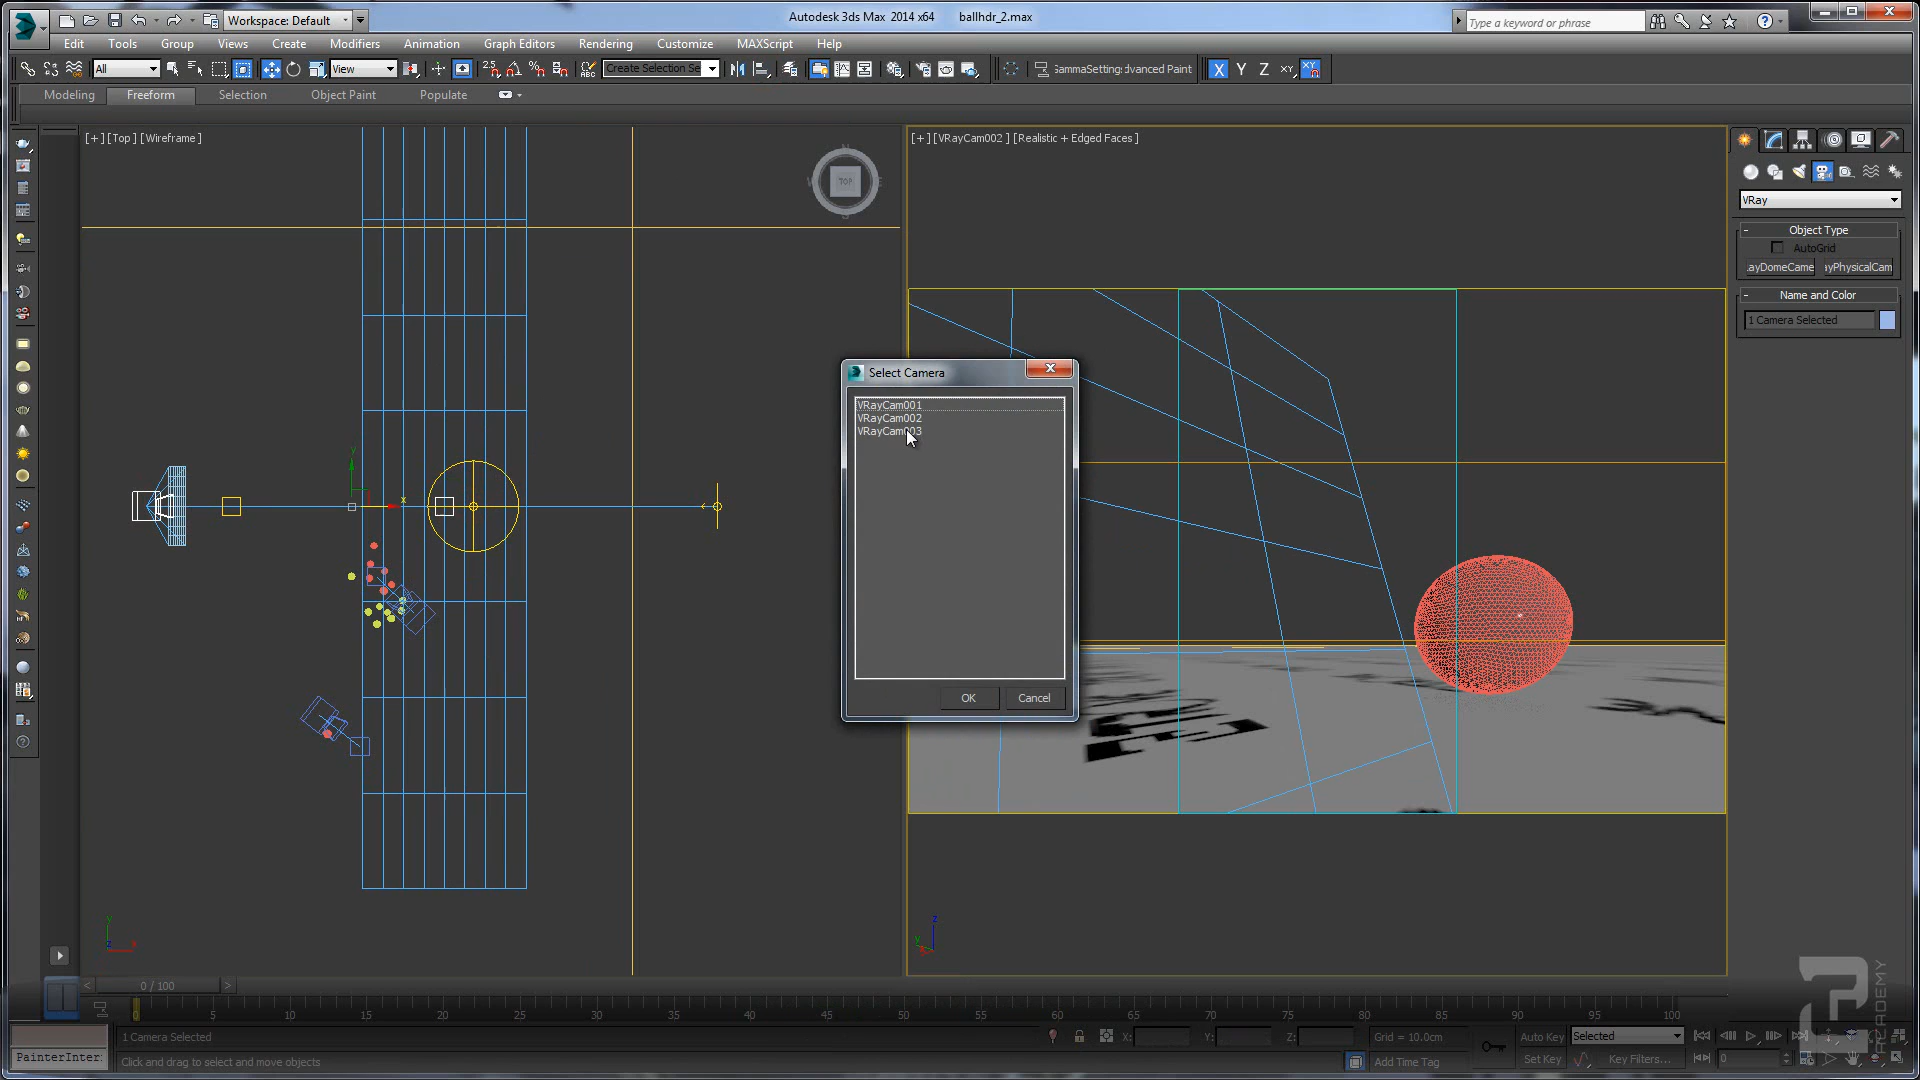 Workspace: Default
Autodesk 3ds Max 2014 x64 ballhdr_2.max
Type a keyword or phrase
Edit Tools Group Views Create Modifiers Animation Graph Editors Rendering Customize MAXScript Help
All View Create Selection Se GammaSetting: Jdvanced Paint X Y Z XY
Modeling Freeform Selection Object Paint Populate
[+] [Top] [Wireframe]
TOP
[+] [VRayCam002] [Realistic + Edged Faces]
VRay
Object Type
AutoGrid
.ayDomeCame ayPhysicalCam
Name and Color
1 Camera Selected
Select Camera
VRayCam001
VRayCam002
VRayCam003
OK Cancel
y
x
z
0 / 100
0 5 10 15 20 25 30 35 40 45 50 55 60 65 70 75 80 85 90 95 100
1 Camera Selected X: Y: Z: Grid = 10.0cm Auto Key Selected
PainterInter: Click and drag to select and move objects Add Time Tag Set Key Key Filters... 0
ACADEMY